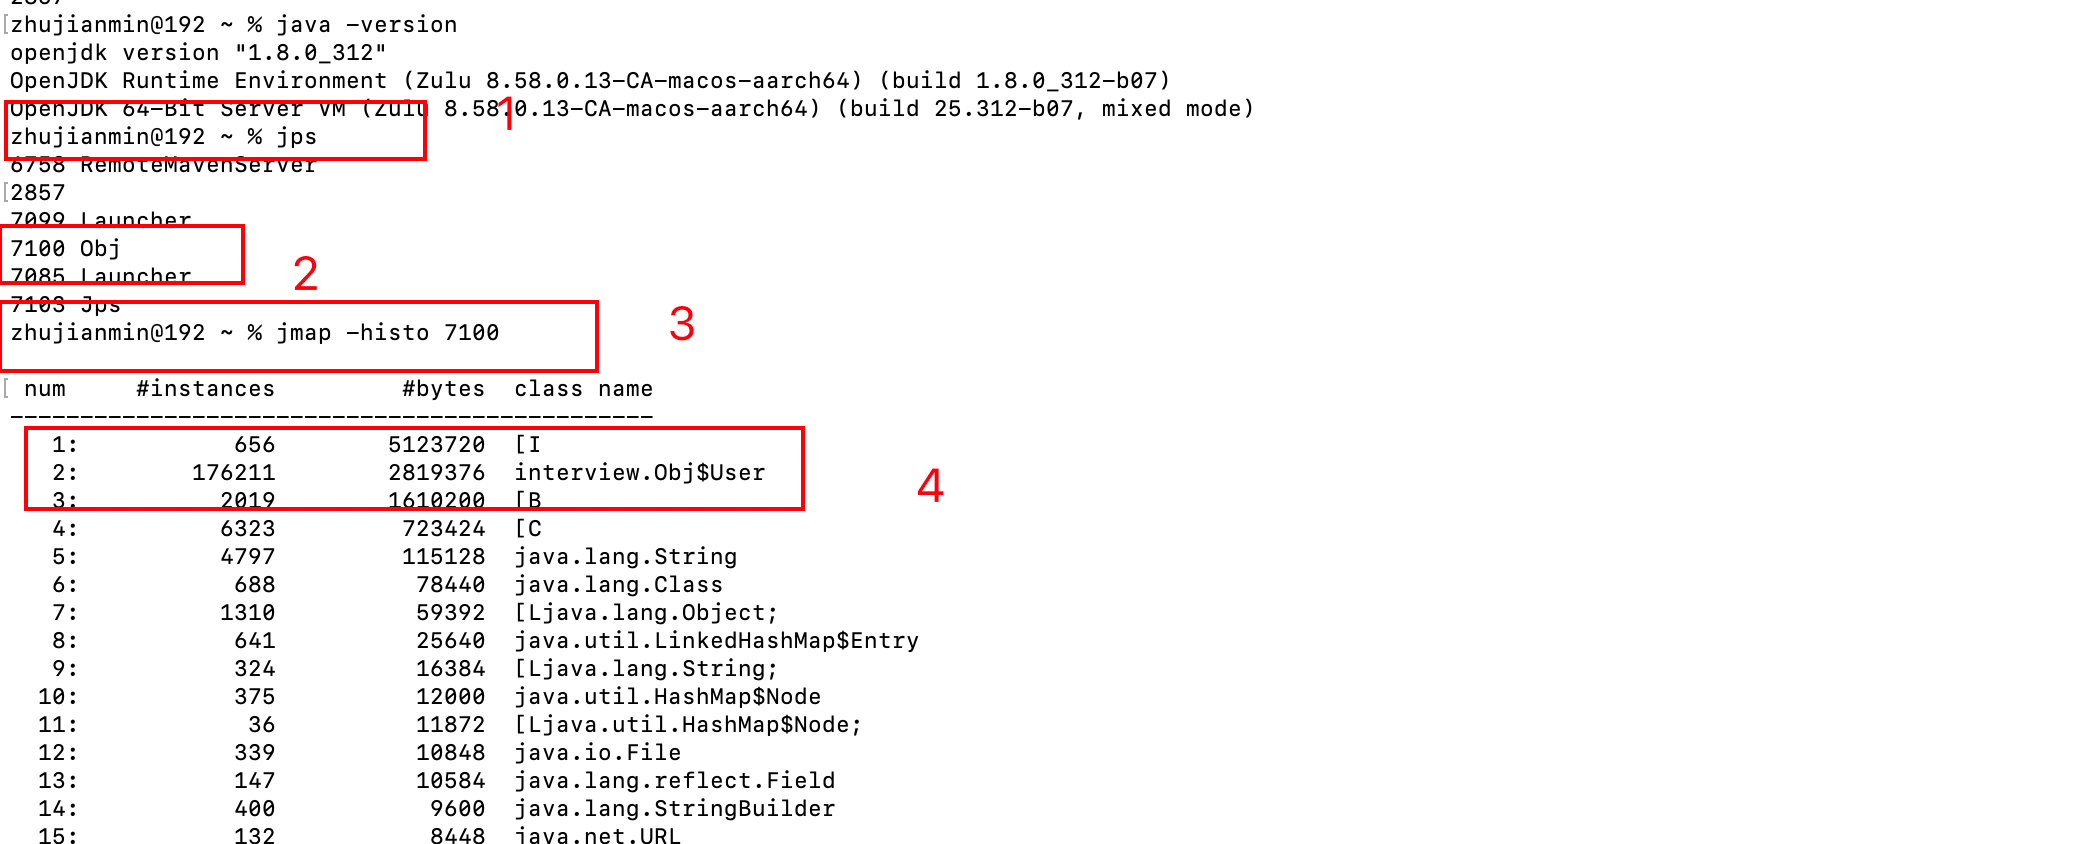 zhujianmin@192 ~ % java -version
openjdk version "1.8.0_312"
OpenJDK Runtime Environment (Zulu 8.58.0.13-CA-macos-aarch64) (build 1.8.0_312-b07)
OpenJDK 64-Bit Server VM (Zulu 8.58.0.13-CA-macos-aarch64) (build 25.312-b07, mixed mode)
1
zhujianmin@192 ~ % jps
6758 RemoteMavenServer
2857
7099 Launcher
7100 Obj
7085 Launcher
2
7103 Jps
zhujianmin@192 ~ % jmap -histo 7100
3
num #instances #bytes class name
----------------------------------------------
1: 656 5123720 [I
2: 176211 2819376 interview.Obj$User
3: 2019 1610200 [B
4
4: 6323 723424 [C
5: 4797 115128 java.lang.String
6: 688 78440 java.lang.Class
7: 1310 59392 [Ljava.lang.Object;
8: 641 25640 java.util.LinkedHashMap$Entry
9: 324 16384 [Ljava.lang.String;
10: 375 12000 java.util.HashMap$Node
11: 36 11872 [Ljava.util.HashMap$Node;
12: 339 10848 java.io.File
13: 147 10584 java.lang.reflect.Field
14: 400 9600 java.lang.StringBuilder
15: 132 8448 java.net.URL